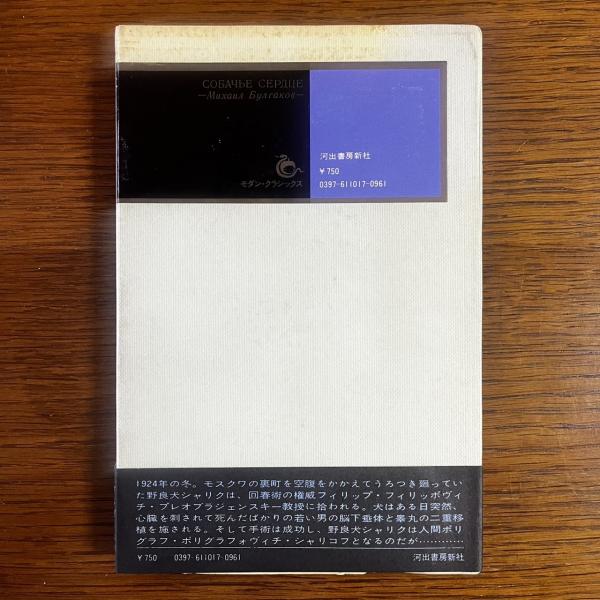 СОБАЧЬЕ СЕРДЦЕ
—Михаил Булгаков—
モダン・クラシックス
河出書房新社
¥750
0397-611017-0961
1924年の冬。モスクワの裏町を空腹をかかえてうろつき廻ってい
た野良犬シャリクは、回春術の権威フィリップ・フィリッポヴィ
チ・プレオブラジェンスキー教授に拾われる。犬はある日突然、
心臓を刺されて死んだばかりの若い男の脳下垂体と睾丸の二重移
植を施される。そして手術は成功し、野良犬シャリクは人間ポリ
グラフ・ポリグラフォヴィチ・シャリコフとなるのだが…………
¥750 0397-611017-0961 河出書房新社